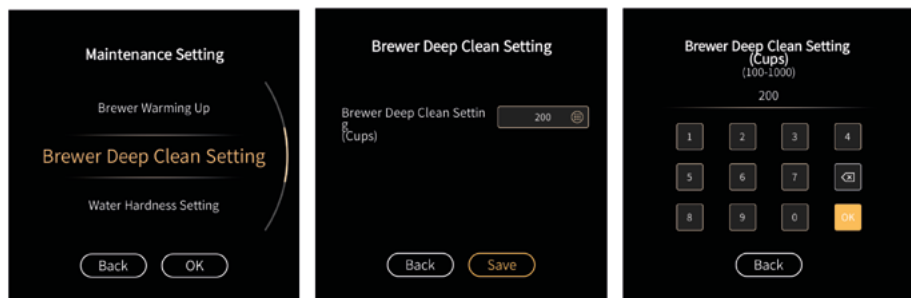 Maintenance Setting
Brewer Warming Up
Brewer Deep Clean Setting
Water Hardness Setting
Back OK
Brewer Deep Clean Setting
Brewer Deep Clean Settin
g
(Cups)
200
Back Save
Brewer Deep Clean Setting
(Cups)
(100-1000)
200
1 2 3 4
5 6 7
8 9 0 OK
Back